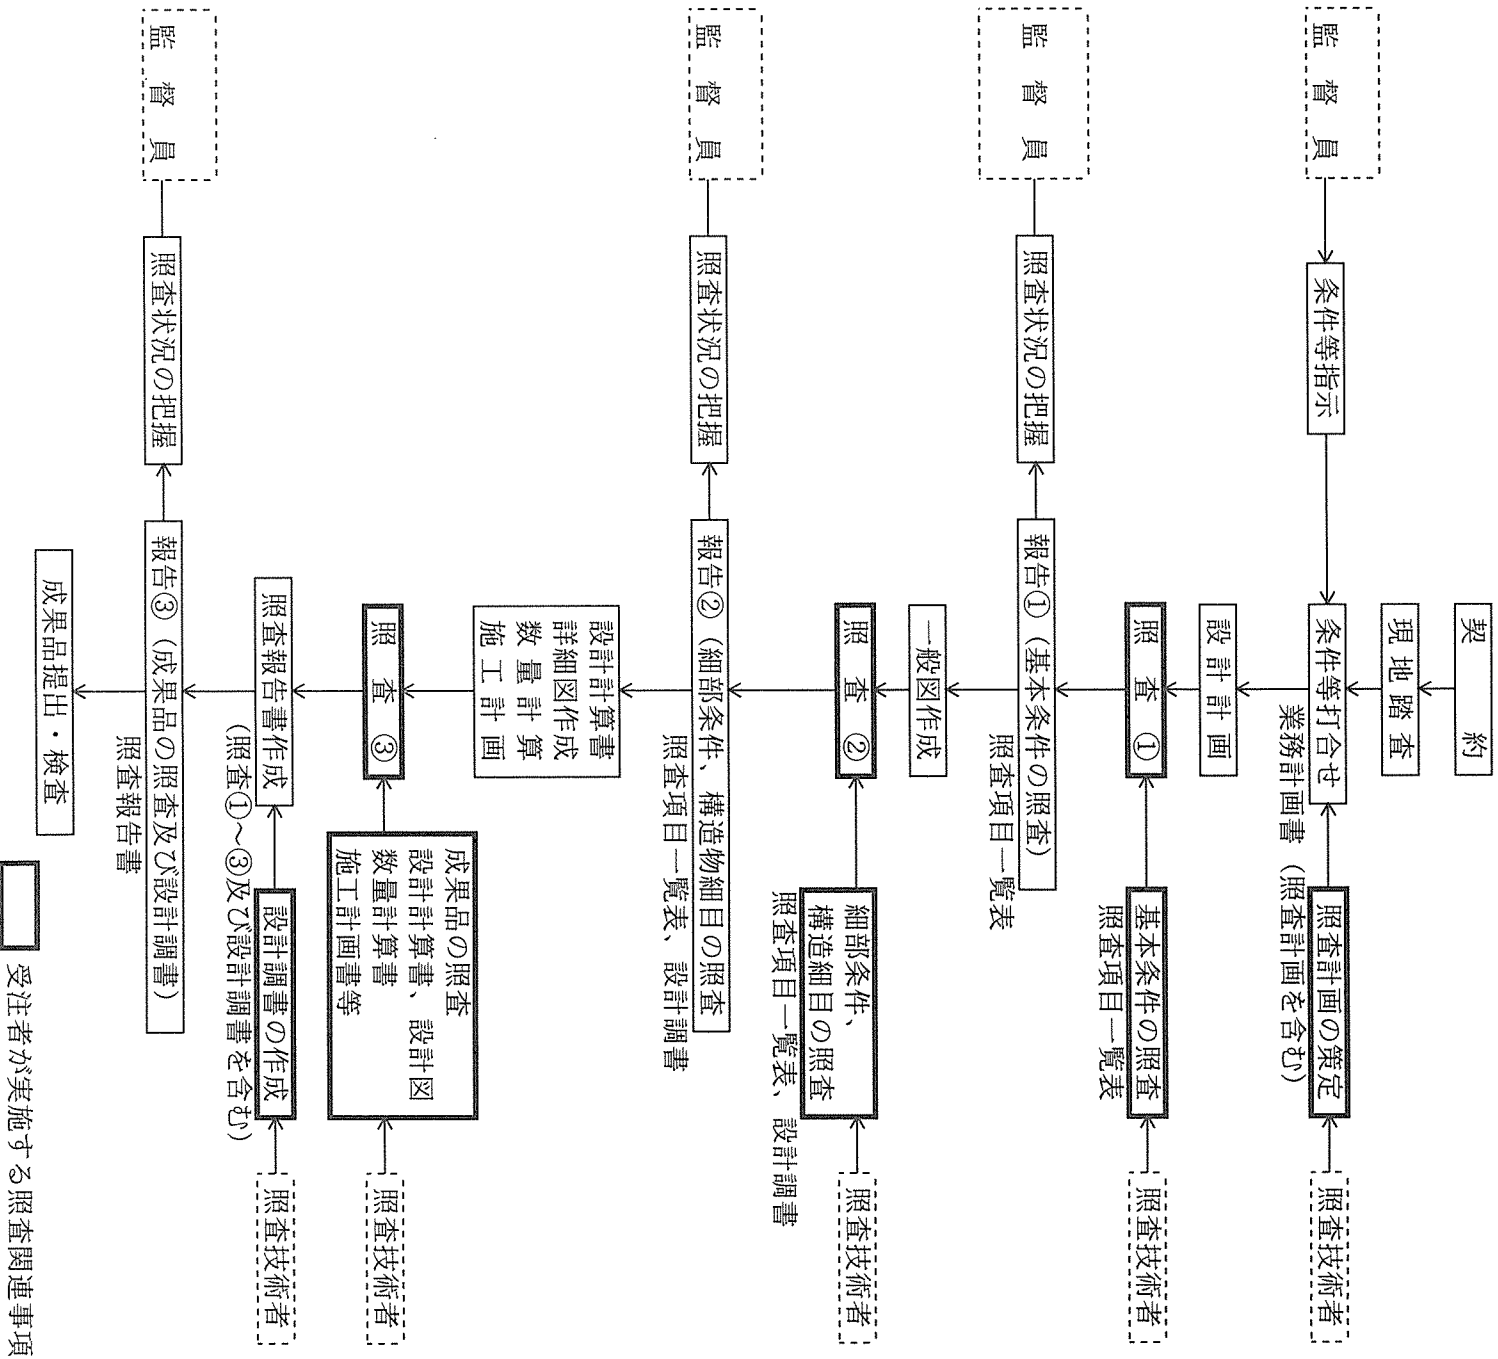 契　約
現地踏査
監　督　員
条件等指示
条件等打合せ
照査計画の策定
照査技術者
業務計画書（照査計画を含む）
設計計画
照　査　①
基本条件の照査
照査技術者
照査項目一覧表
監　督　員
照査状況の把握
報告①（基本条件の照査）
照査項目一覧表
一般図作成
照　査　②
細部条件、
構造細目の照査
照査技術者
照査項目一覧表、設計調書
監　督　員
照査状況の把握
報告②（細部条件、構造物細目の照査
照査項目一覧表、設計調書
設計計算書
詳細図作成
数量計算
施工計画
照　査　③
成果品の照査
設計計算書、設計図
数量計算書
施工計画書等
照査技術者
照査報告書作成
設計調書の作成
照査技術者
（照査①～③及び設計調書を含む）
監　督　員
照査状況の把握
報告③（成果品の照査及び設計調書）
照査報告書
成果品提出・検査
受注者が実施する照査関連事項